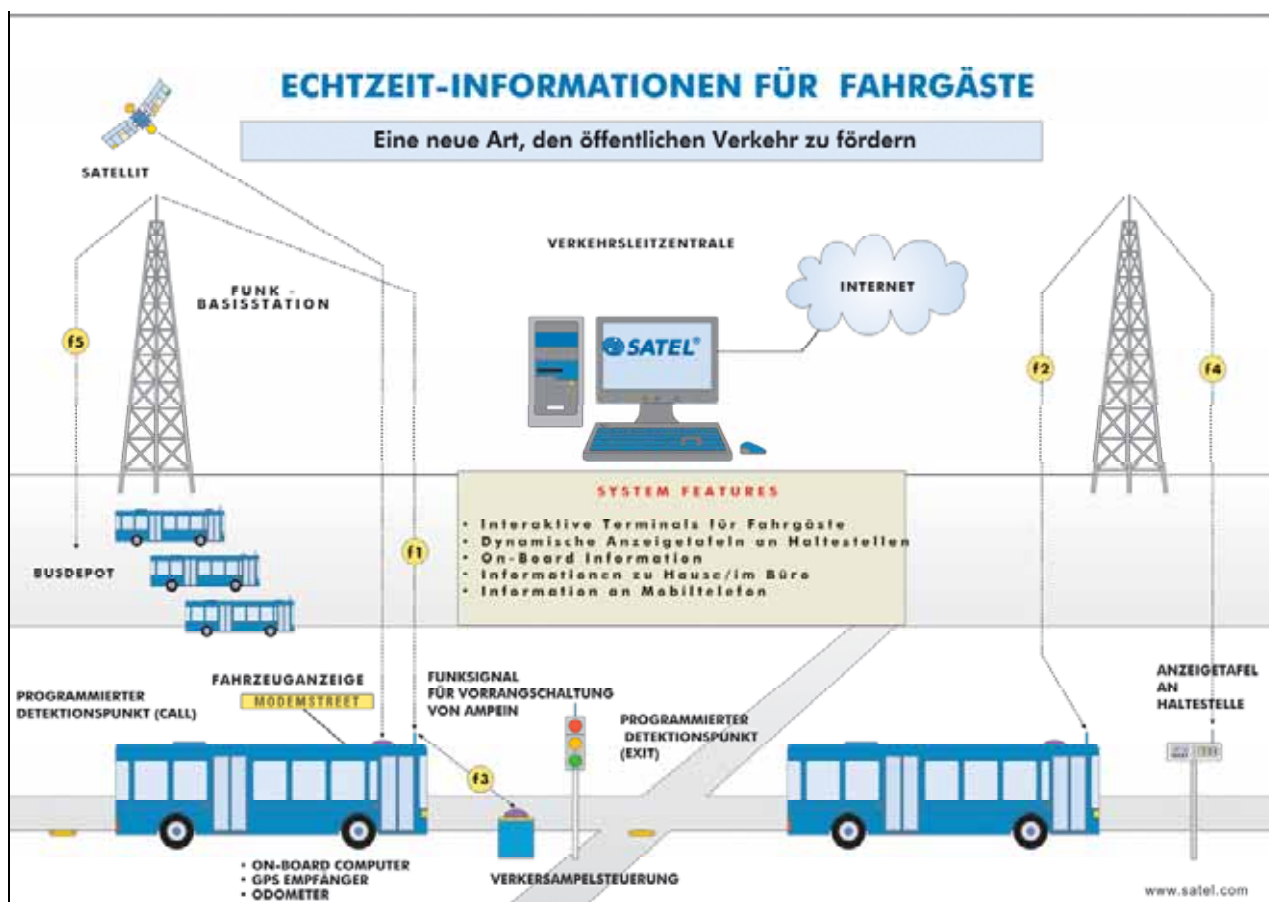 ECHTZEIT-INFORMATIONEN FÜR FAHRGÄSTE
Eine neue Art, den öffentlichen Verkehr zu fördern
SATELLIT
VERKEHRSLEITZENTRALE
FUNK -
BASISSTATION
INTERNET
SATEL®
f5
f2
f4
SYSTEM FEATURES
• Interaktive Terminals für Fahrgäste
• Dynamische Anzeigetafeln an Haltestellen
• On-Board Information
• Informationen zu Hause/im Büro
• Information an Mobiltelefon
f1
BUSDEPOT
PROGRAMMIERTER
DETEKTIONSPUNKT (CALL)
FAHRZEUGANZEIGE
MODEMSTREET
FUNKSIGNAL
FÜR VORRANGSCHALTUNG
VON AMPEIN
PROGRAMMIERTER
DETEKTIONSPUNKT
(EXIT)
ANZEIGETAFEL
AN
HALTESTELLE
f3
• ON-BOARD COMPUTER
• GPS EMPFÄNGER
• ODOMETER
VERKERSAMPELSTEUERUNG
www.satel.com